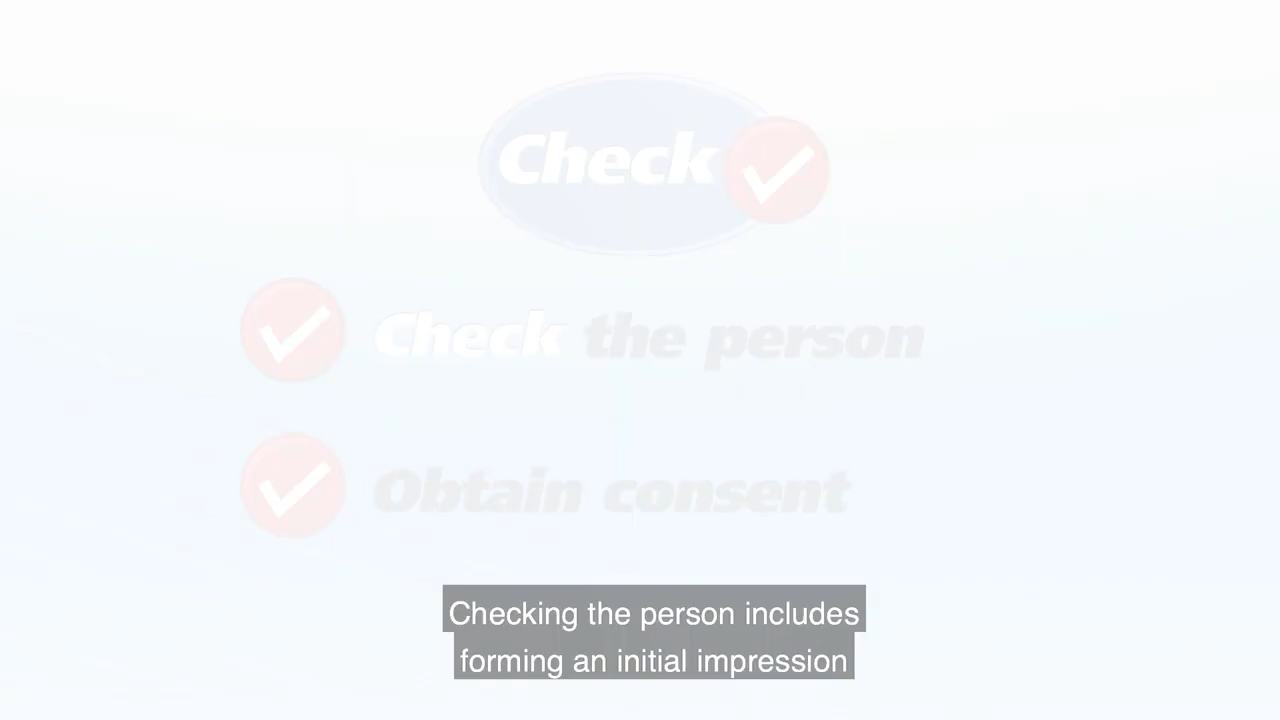 Check
Check the person
Obtain consent
Checking the person includes
forming an initial impression